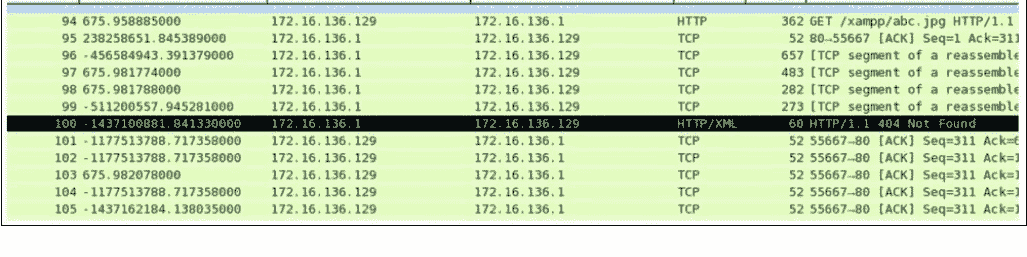 94 675.958885000 172.16.136.129 172.16.136.1 HTTP 362 GET /xampp/abc.jpg HTTP/1.1
95 238258651.845389000 172.16.136.1 172.16.136.129 TCP 52 80→55667 [ACK] Seq=1 Ack=311
96 -456584943.391379000 172.16.136.1 172.16.136.129 TCP 657 [TCP segment of a reassemble
97 675.981774000 172.16.136.1 172.16.136.129 TCP 483 [TCP segment of a reassemble
98 675.981788000 172.16.136.1 172.16.136.129 TCP 282 [TCP segment of a reassemble
99 -511200557.945281000 172.16.136.1 172.16.136.129 TCP 273 [TCP segment of a reassemble
100 -1437100881.841330000 172.16.136.1 172.16.136.129 HTTP/XML 60 HTTP/1.1 404 Not Found
101 -1177513788.717358000 172.16.136.129 172.16.136.1 TCP 52 55667→80 [ACK] Seq=311 Ack=6
102 -1177513788.717358000 172.16.136.129 172.16.136.1 TCP 52 55667→80 [ACK] Seq=311 Ack=1
103 675.982078000 172.16.136.129 172.16.136.1 TCP 52 55667→80 [ACK] Seq=311 Ack=1
104 -1177513788.717358000 172.16.136.129 172.16.136.1 TCP 52 55667→80 [ACK] Seq=311 Ack=1
105 -1437162184.138035000 172.16.136.129 172.16.136.1 TCP 52 55667→80 [ACK] Seq=311 Ack=1